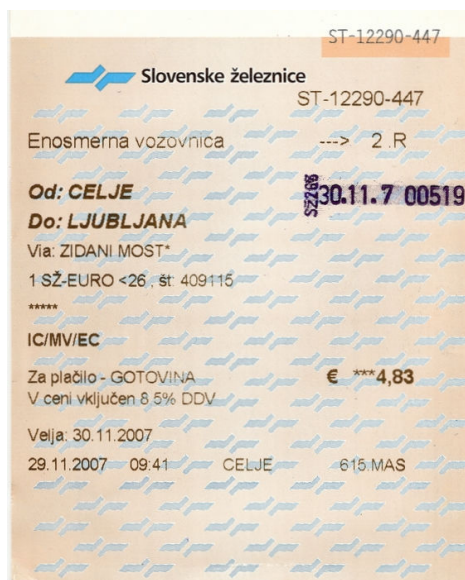 ST-12290-447
Slovenske železnice
ST-12290-447
Enosmerna vozovnica ---> 2.R
Od: CELJE
30.11.7 00519
Do: LJUBLJANA
Via: ZIDANI MOST*
1 SŽ-EURO <26 , št: 409115
*****
IC/MV/EC
Za plačilo - GOTOVINA € ***4,83
V ceni vključen 8.5% DDV
Velja: 30.11.2007
29.11.2007 09:41 CELJE 615.MAS